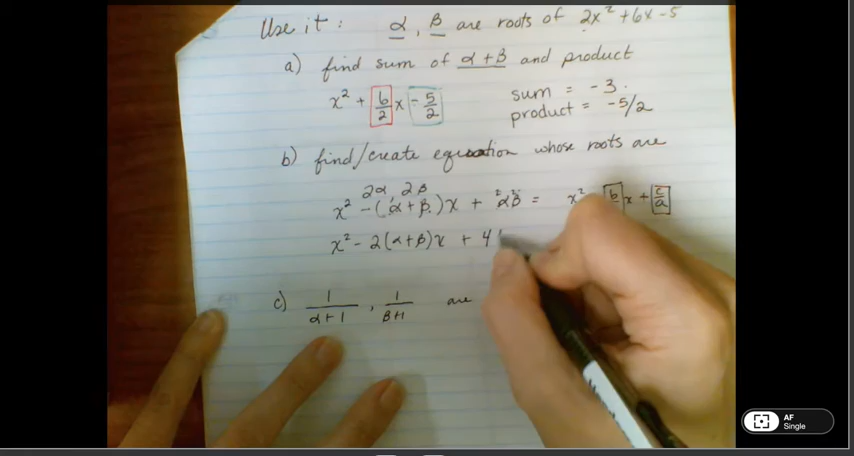 Use it : α , β are roots of 2x² + 6x - 5
a) find sum of α + β and product
x² + 6/2 x - 5/2
sum = - 3 .
product = - 5/2
b) find/create equation whose roots are
2α, 2β
x² - (α + β)x + ²α²β = x² b x + c/a
x² - 2(α+β)x + 4
c) 1/α+1 , 1/β+1 are
AF
Single